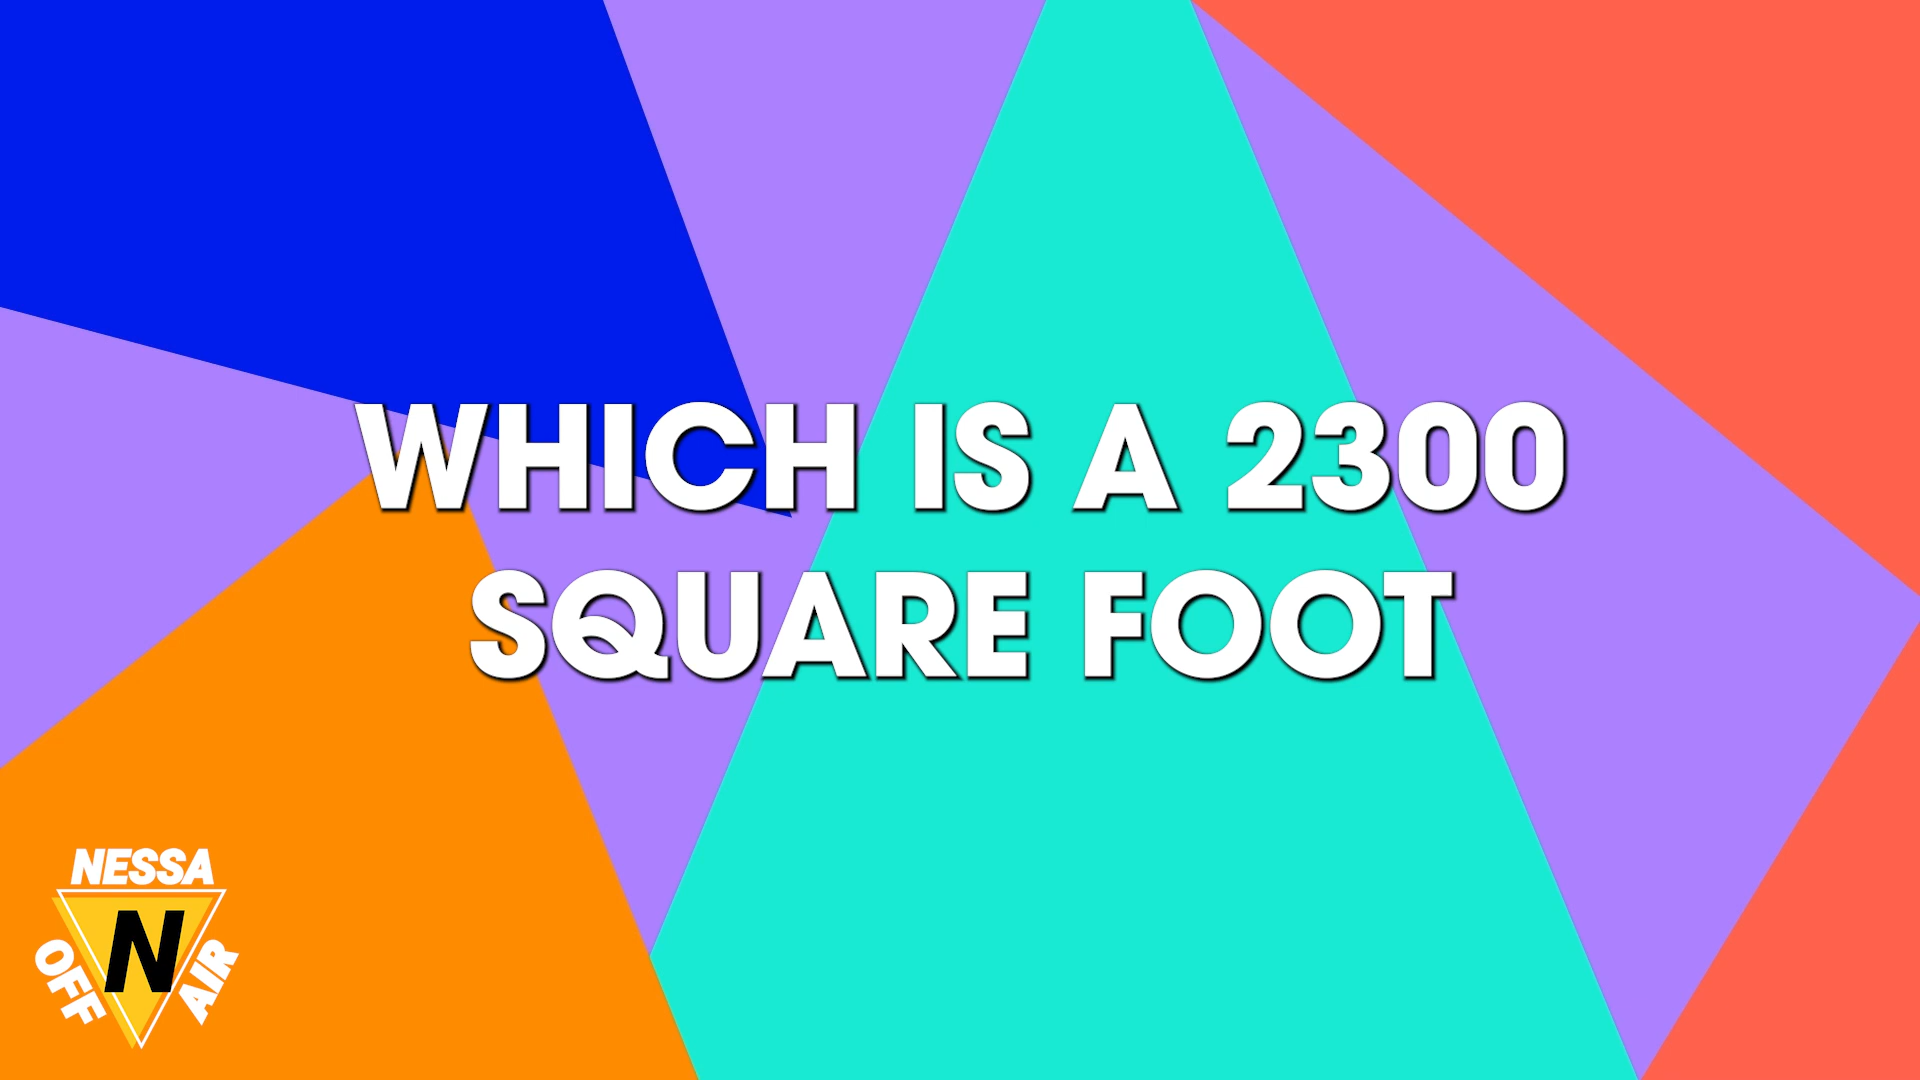 WHICH IS A 2300
SQUARE FOOT
NESSA
N
OFF
AIR